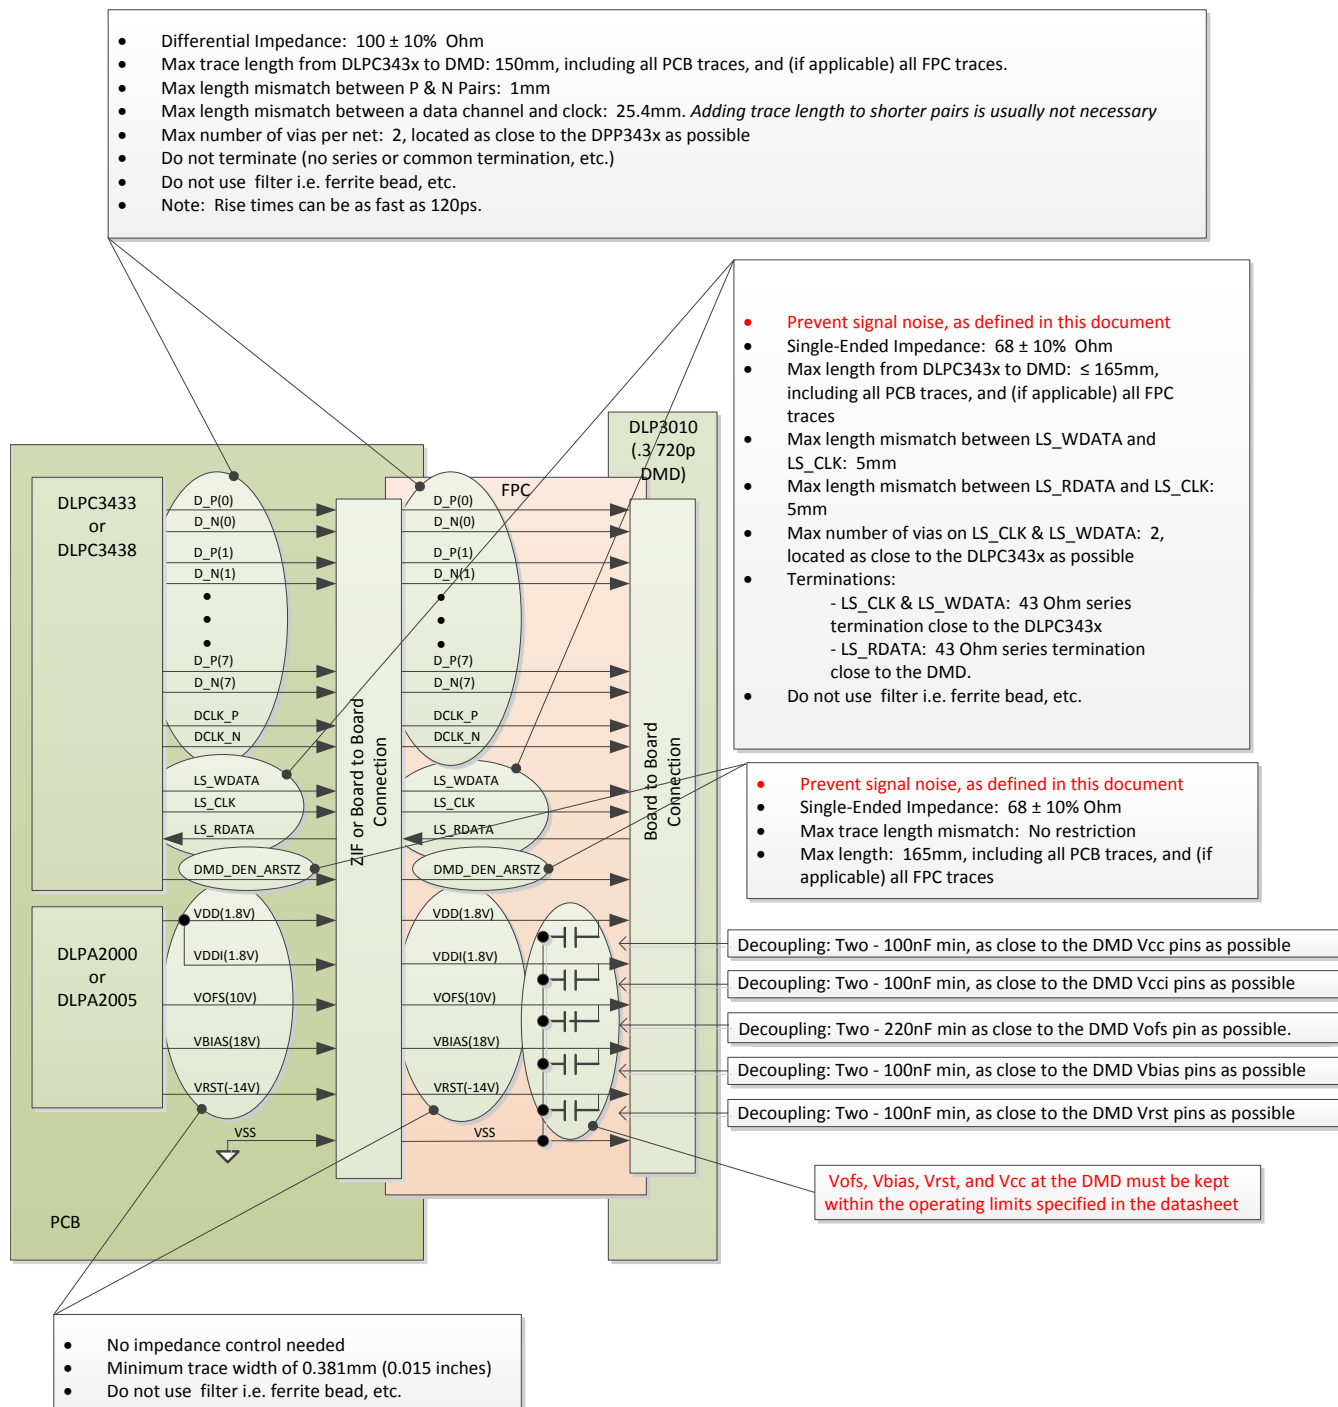 • Differential Impedance: 100 ± 10% Ohm
• Max trace length from DLPC343x to DMD: 150mm, including all PCB traces, and (if applicable) all FPC traces.
• Max length mismatch between P & N Pairs: 1mm
• Max length mismatch between a data channel and clock: 25.4mm. Adding trace length to shorter pairs is usually not necessary
• Max number of vias per net: 2, located as close to the DPP343x as possible
• Do not terminate (no series or common termination, etc.)
• Do not use filter i.e. ferrite bead, etc.
• Note: Rise times can be as fast as 120ps.
• Prevent signal noise, as defined in this document
• Single-Ended Impedance: 68 ± 10% Ohm
• Max length from DLPC343x to DMD: ≤ 165mm,
including all PCB traces, and (if applicable) all FPC
traces
• Max length mismatch between LS_WDATA and
LS_CLK: 5mm
• Max length mismatch between LS_RDATA and LS_CLK:
5mm
• Max number of vias on LS_CLK & LS_WDATA: 2,
located as close to the DLPC343x as possible
• Terminations:
- LS_CLK & LS_WDATA: 43 Ohm series
termination close to the DLPC343x
- LS_RDATA: 43 Ohm series termination
close to the DMD.
• Do not use filter i.e. ferrite bead, etc.
• Prevent signal noise, as defined in this document
• Single-Ended Impedance: 68 ± 10% Ohm
• Max trace length mismatch: No restriction
• Max length: 165mm, including all PCB traces, and (if
applicable) all FPC traces
DLP3010
(.3 720p
DMD)
FPC
DLPC3433
or
DLPC3438
D_P(0)
D_N(0)
D_P(1)
D_N(1)
D_P(7)
D_N(7)
DCLK_P
DCLK_N
LS_WDATA
LS_CLK
LS_RDATA
DMD_DEN_ARSTZ
DLPA2000
or
DLPA2005
VDD(1.8V)
VDDI(1.8V)
VOFS(10V)
VBIAS(18V)
VRST(-14V)
VSS
PCB
ZIF or Board to Board
Connection
D_P(0)
D_N(0)
D_P(1)
D_N(1)
D_P(7)
D_N(7)
DCLK_P
DCLK_N
LS_WDATA
LS_CLK
LS_RDATA
DMD_DEN_ARSTZ
VDD(1.8V)
VDDI(1.8V)
VOFS(10V)
VBIAS(18V)
VRST(-14V)
VSS
Board to Board
Connection
Decoupling: Two - 100nF min, as close to the DMD Vcc pins as possible
Decoupling: Two - 100nF min, as close to the DMD Vcci pins as possible
Decoupling: Two - 220nF min as close to the DMD Vofs pin as possible.
Decoupling: Two - 100nF min, as close to the DMD Vbias pins as possible
Decoupling: Two - 100nF min, as close to the DMD Vrst pins as possible
Vofs, Vbias, Vrst, and Vcc at the DMD must be kept
within the operating limits specified in the datasheet
• No impedance control needed
• Minimum trace width of 0.381mm (0.015 inches)
• Do not use filter i.e. ferrite bead, etc.